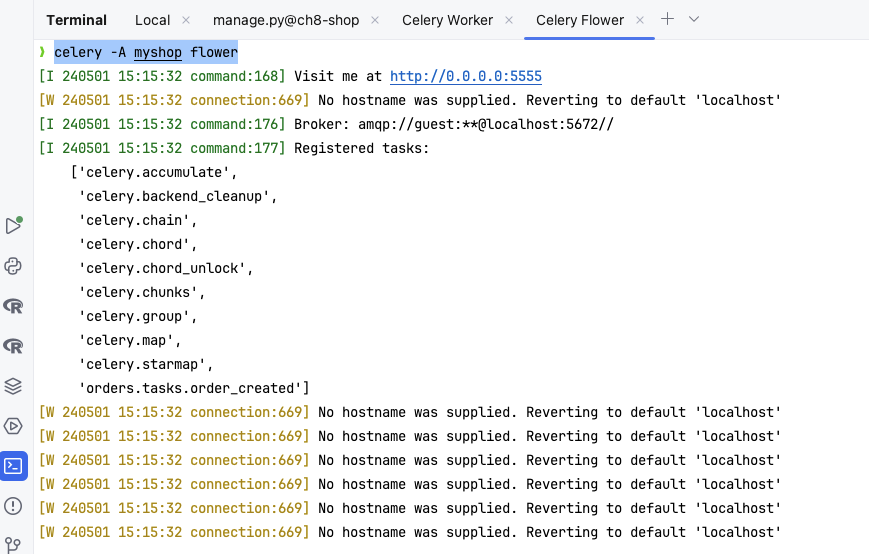 Terminal Local × manage.py@ch8-shop × Celery Worker × Celery Flower ×
celery -A myshop flower
[I 240501 15:15:32 command:168] Visit me at http://0.0.0.0:5555
[W 240501 15:15:32 connection:669] No hostname was supplied. Reverting to default 'localhost'
[I 240501 15:15:32 command:176] Broker: amqp://guest:**@localhost:5672//
[I 240501 15:15:32 command:177] Registered tasks:
['celery.accumulate',
'celery.backend_cleanup',
'celery.chain',
'celery.chord',
'celery.chord_unlock',
'celery.chunks',
'celery.group',
'celery.map',
'celery.starmap',
'orders.tasks.order_created']
[W 240501 15:15:32 connection:669] No hostname was supplied. Reverting to default 'localhost'
[W 240501 15:15:32 connection:669] No hostname was supplied. Reverting to default 'localhost'
[W 240501 15:15:32 connection:669] No hostname was supplied. Reverting to default 'localhost'
[W 240501 15:15:32 connection:669] No hostname was supplied. Reverting to default 'localhost'
[W 240501 15:15:32 connection:669] No hostname was supplied. Reverting to default 'localhost'
[W 240501 15:15:32 connection:669] No hostname was supplied. Reverting to default 'localhost'